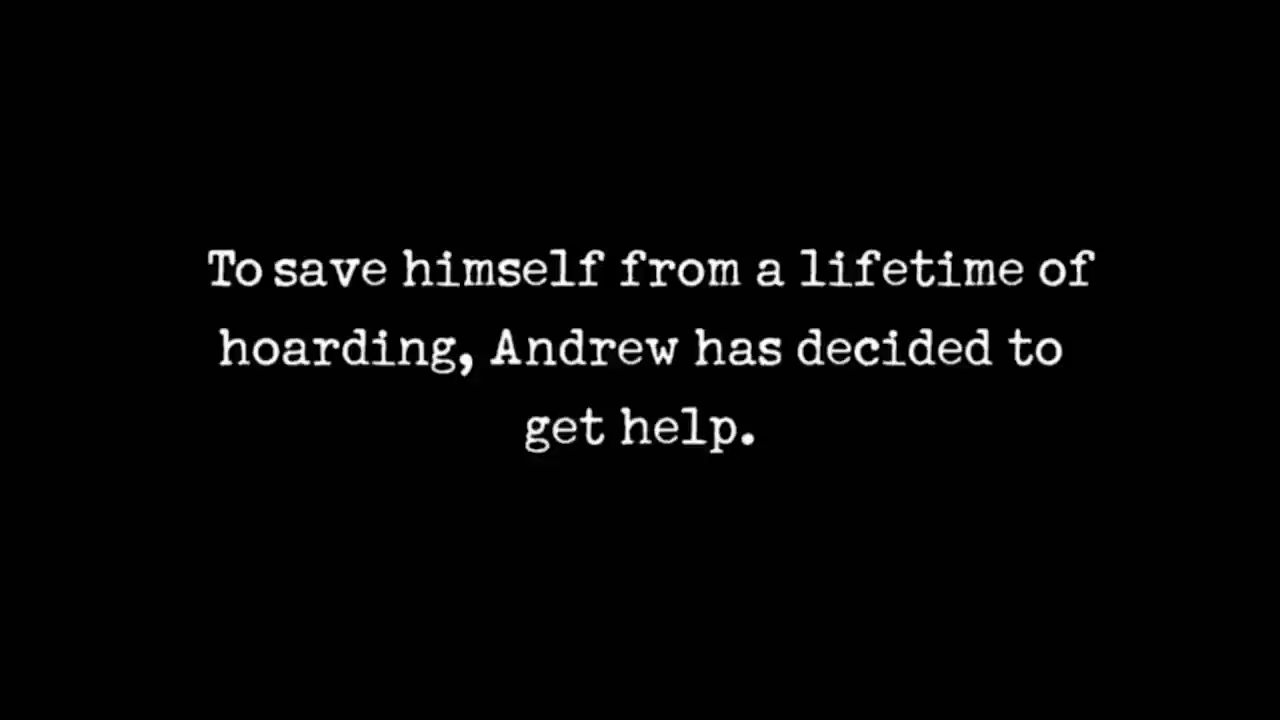 To save himself from a lifetime of
hoarding, Andrew has decided to
get help.